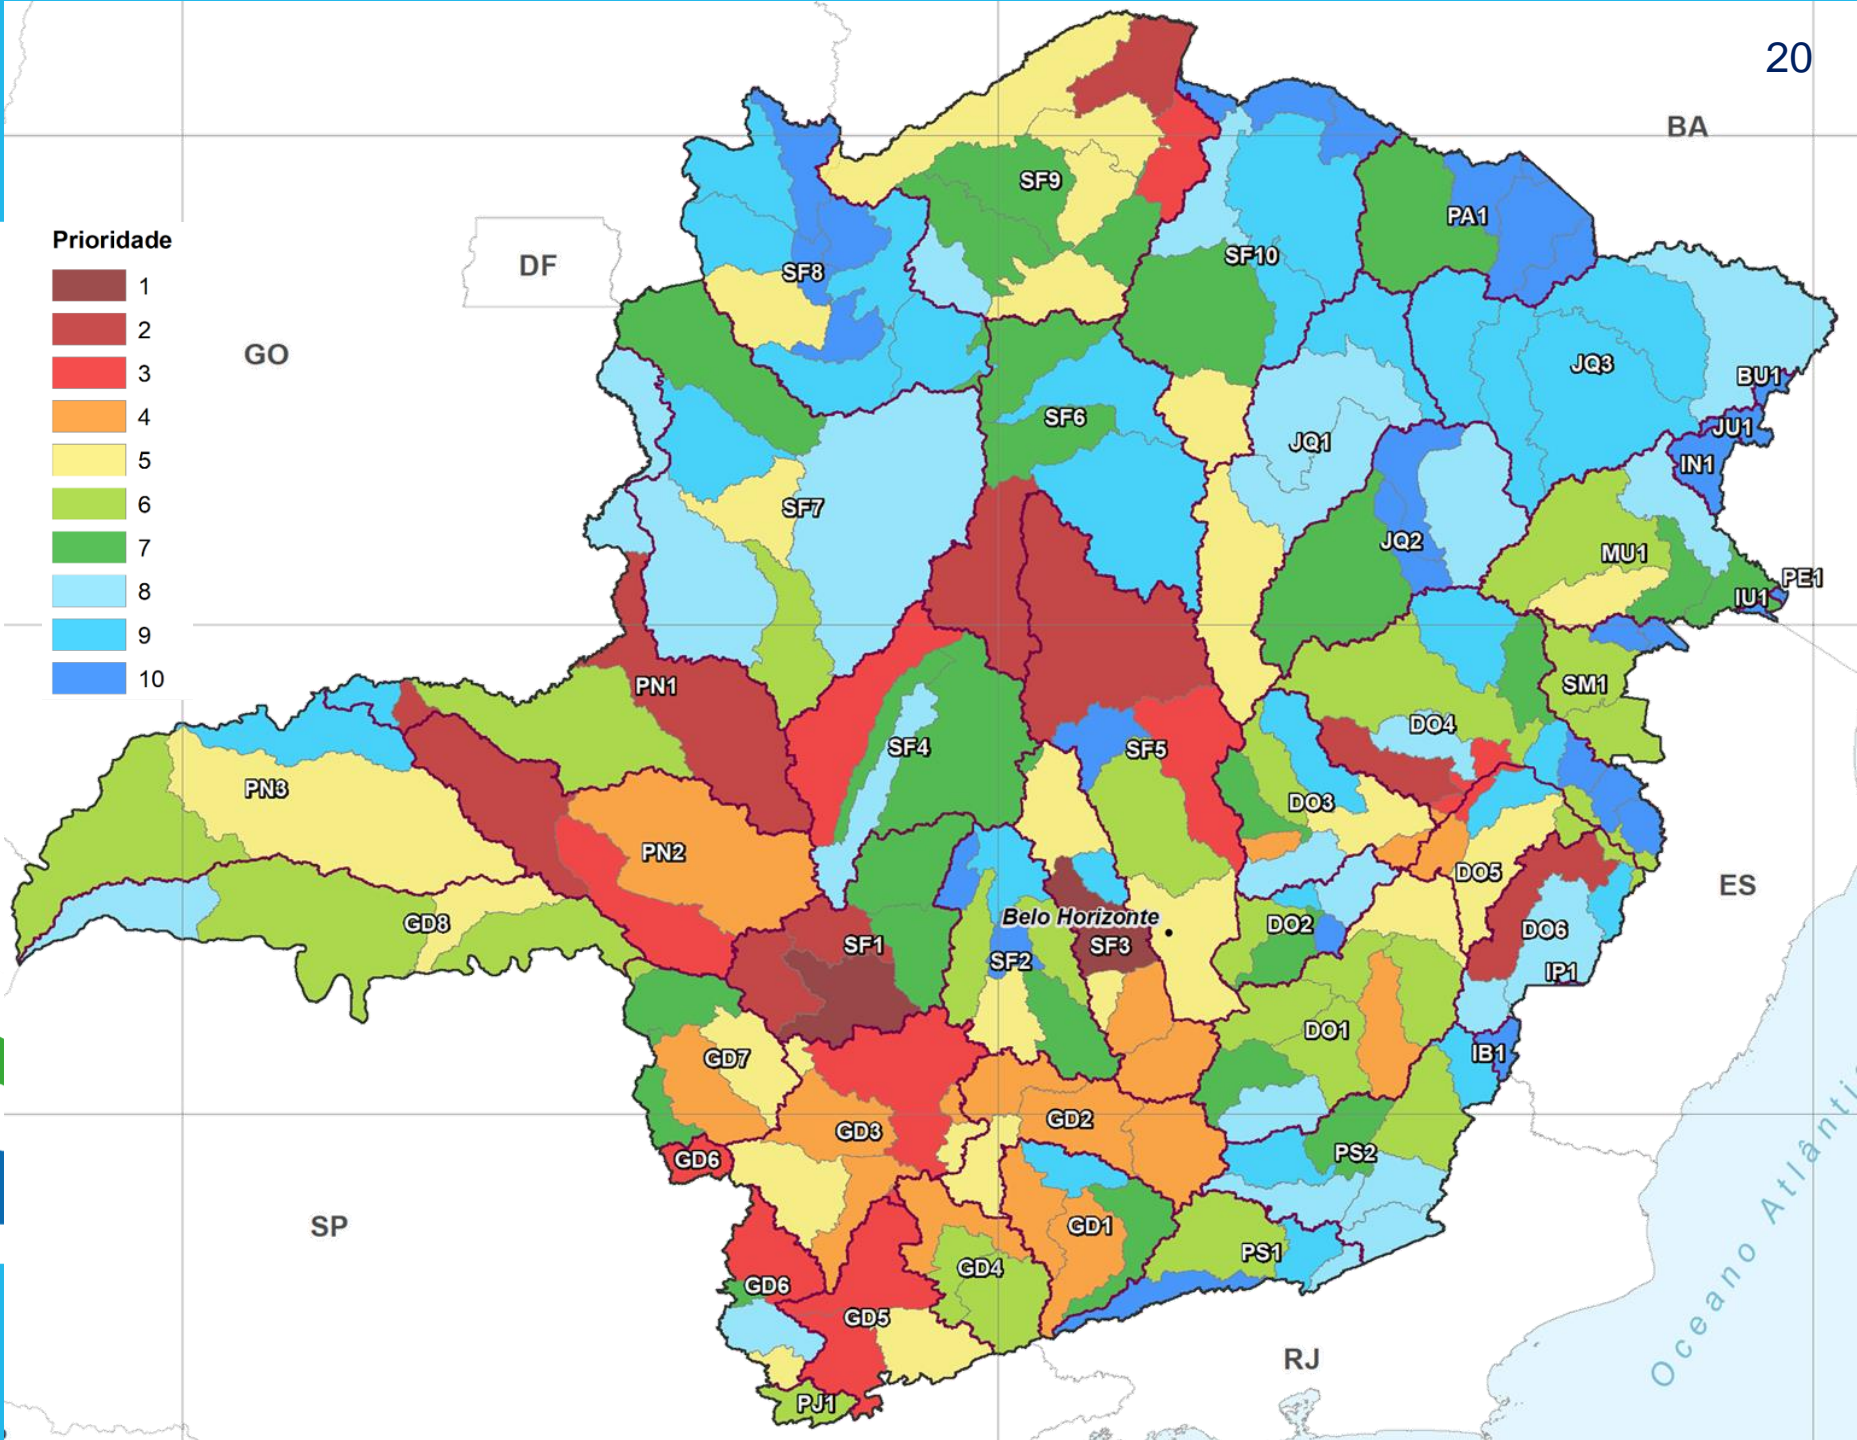 20
BA
SF9
PA1
Prioridade
SF10
DF
SF8
1
2
GO
3
JQ3
BU1
4
SF6
JU1
JQ1
5
IN1
6
SF7
7
JQ2
MU1
PE1
8
IU1
9
10
PN1
SM1
DO4
SF4
SF5
PN3
DO3
PN2
DO5
ES
Belo Horizonte
GD8
DO2
DO6
SF1
SF3
SF2
IP1
DO1
GD7
IB1
GD2
GD3
PS2
GD6
SP
GD1
PS1
GD4
GD6
GD5
RJ
PJ1
Oceano Atlânti